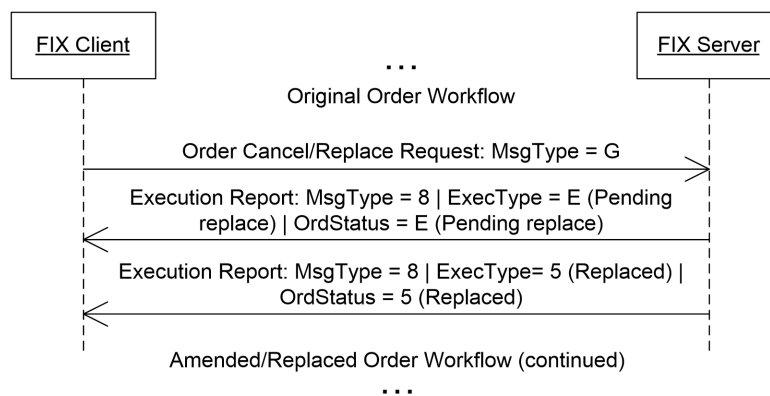 FIX Client
FIX Server
...
Original Order Workflow
Order Cancel/Replace Request: MsgType = G
Execution Report: MsgType = 8 | ExecType = E (Pending
replace) | OrdStatus = E (Pending replace)
Execution Report: MsgType = 8 | ExecType= 5 (Replaced) |
OrdStatus = 5 (Replaced)
Amended/Replaced Order Workflow (continued)
...